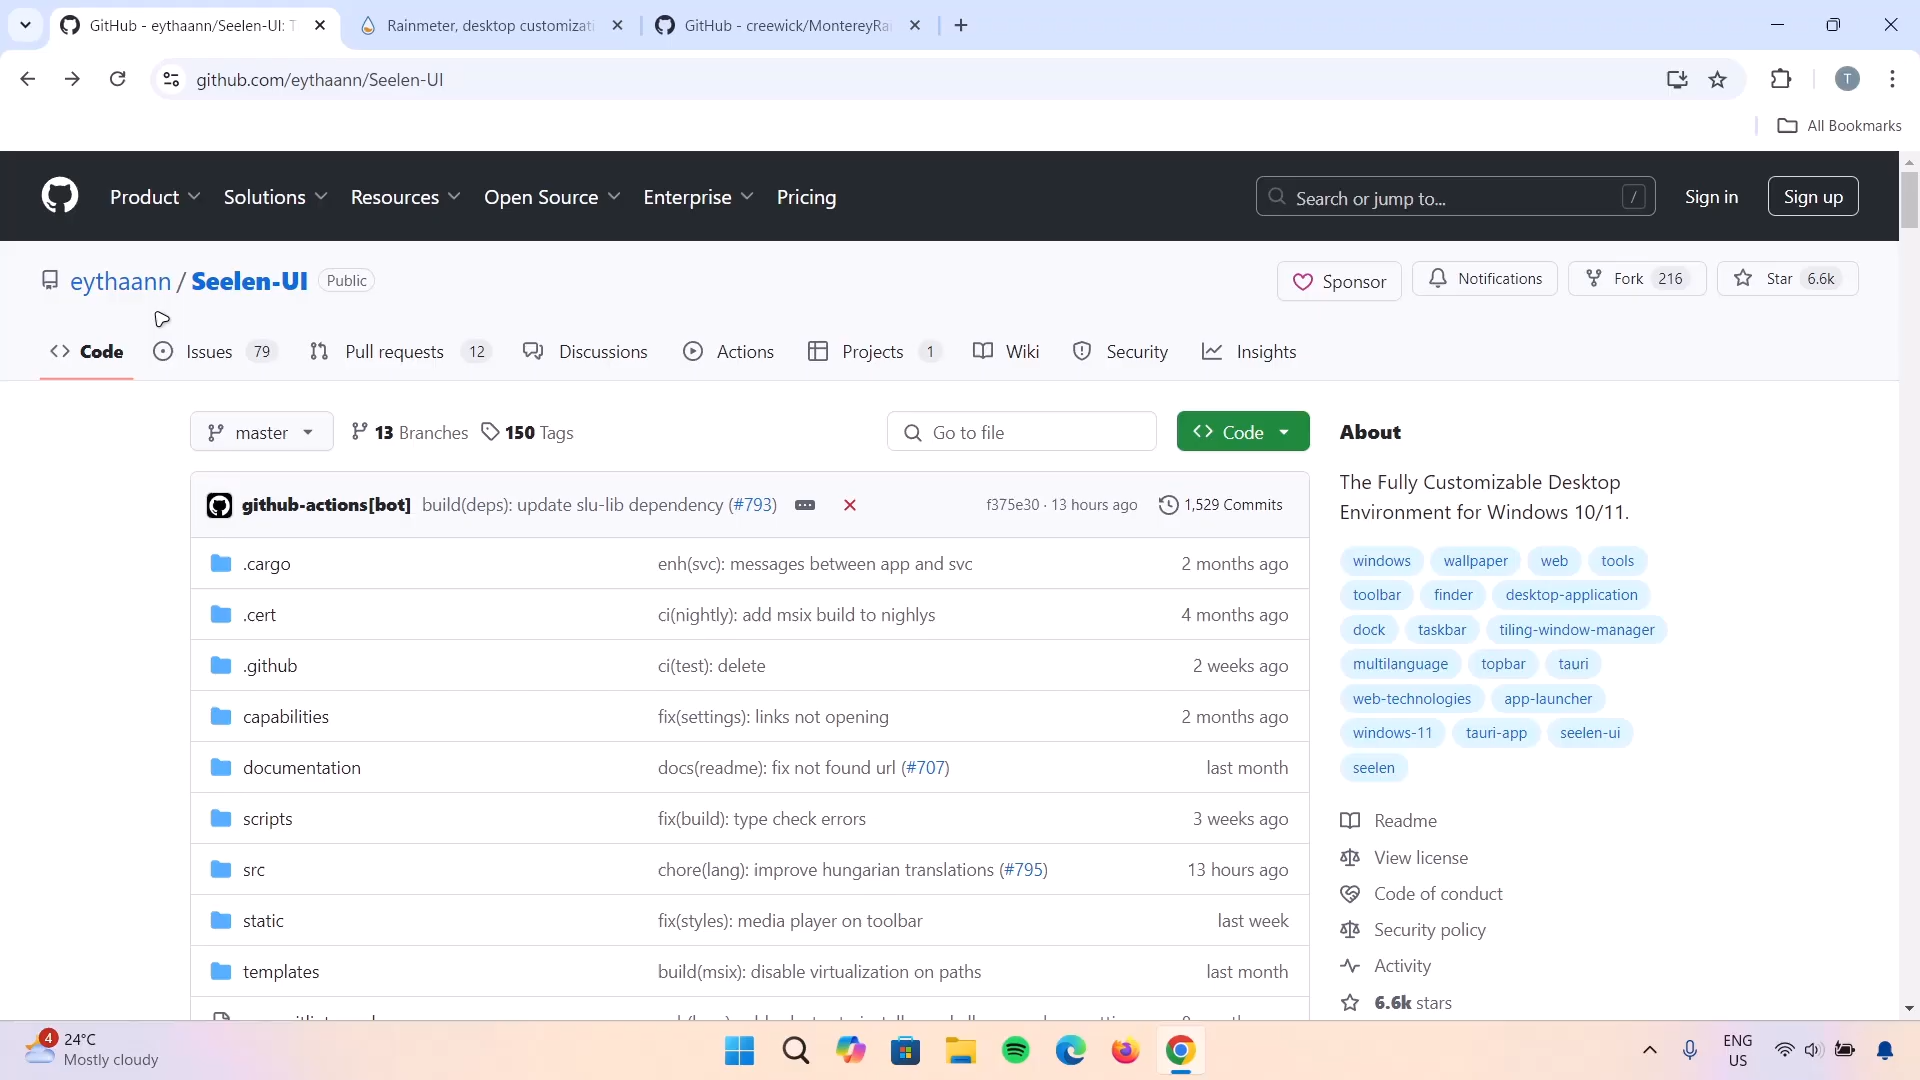 GitHub - eythaann/Seelen-UI: T
Rainmeter, desktop customizati
GitHub - creewick/MontereyRai
github.com/eythaann/Seelen-UI
T
All Bookmarks
Product
Solutions
Resources
Open Source
Enterprise
Pricing
Search or jump to...
/
Sign in
Sign up
eythaann / Seelen-UI
Public
Sponsor
Notifications
Fork 216
Star 6.6k
Code
Issues 79
Pull requests 12
Discussions
Actions
Projects 1
Wiki
Security
Insights
master
13 Branches
150 Tags
Go to file
Code
About
The Fully Customizable Desktop
Environment for Windows 10/11.
github-actions[bot] build(deps): update slu-lib dependency (#793)
f375e30 · 13 hours ago
1,529 Commits
.cargo enh(svc): messages between app and svc 2 months ago
.cert ci(nightly): add msix build to nighlys 4 months ago
.github ci(test): delete 2 weeks ago
capabilities fix(settings): links not opening 2 months ago
documentation docs(readme): fix not found url (#707) last month
scripts fix(build): type check errors 3 weeks ago
src chore(lang): improve hungarian translations (#795) 13 hours ago
static fix(styles): media player on toolbar last week
templates build(msix): disable virtualization on paths last month
windows wallpaper web tools
toolbar finder desktop-application
dock taskbar tiling-window-manager
multilanguage topbar tauri
web-technologies app-launcher
windows-11 tauri-app seelen-ui
seelen
Readme
View license
Code of conduct
Security policy
Activity
6.6k stars
4
24°C
Mostly cloudy
ENG
US